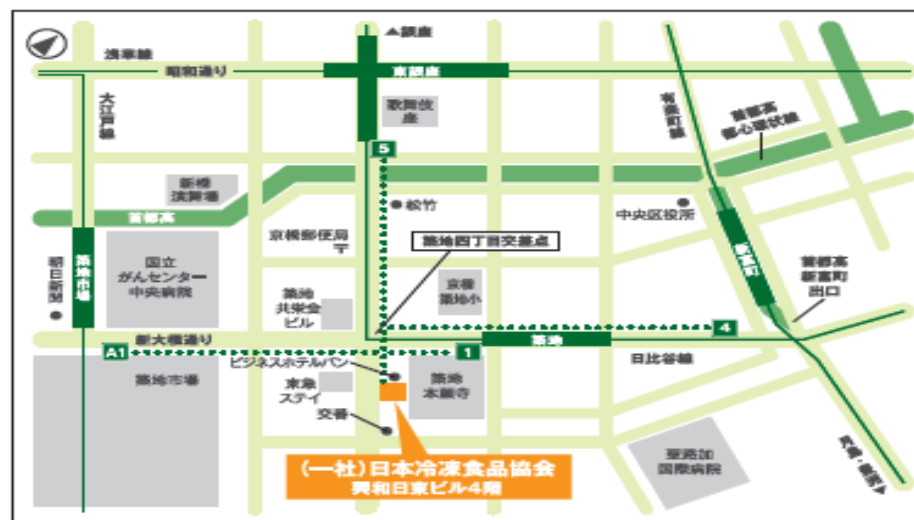 ▲銀座
浅草線
昭和通り
東銀座
大江戸線
歌舞伎
座
有楽町線
首都高
都心環状線
5
新橋
演舞場
松竹
中央区役所
首都高
京橋郵便局
〒
築地四丁目交差点
新富町
朝日新聞
築地市場
国立
がんセンター
中央病院
築地
共栄会
ビル
京橋
築地小
首都高
新富町
出口
4
新大橋通り
A1
1
築地
日比谷線
ビジネスホテルバン
築地市場
東急
ステイ
築地
本願寺
交番
聖路加
国際病院
(一社)日本冷凍食品協会
興和日東ビル4階